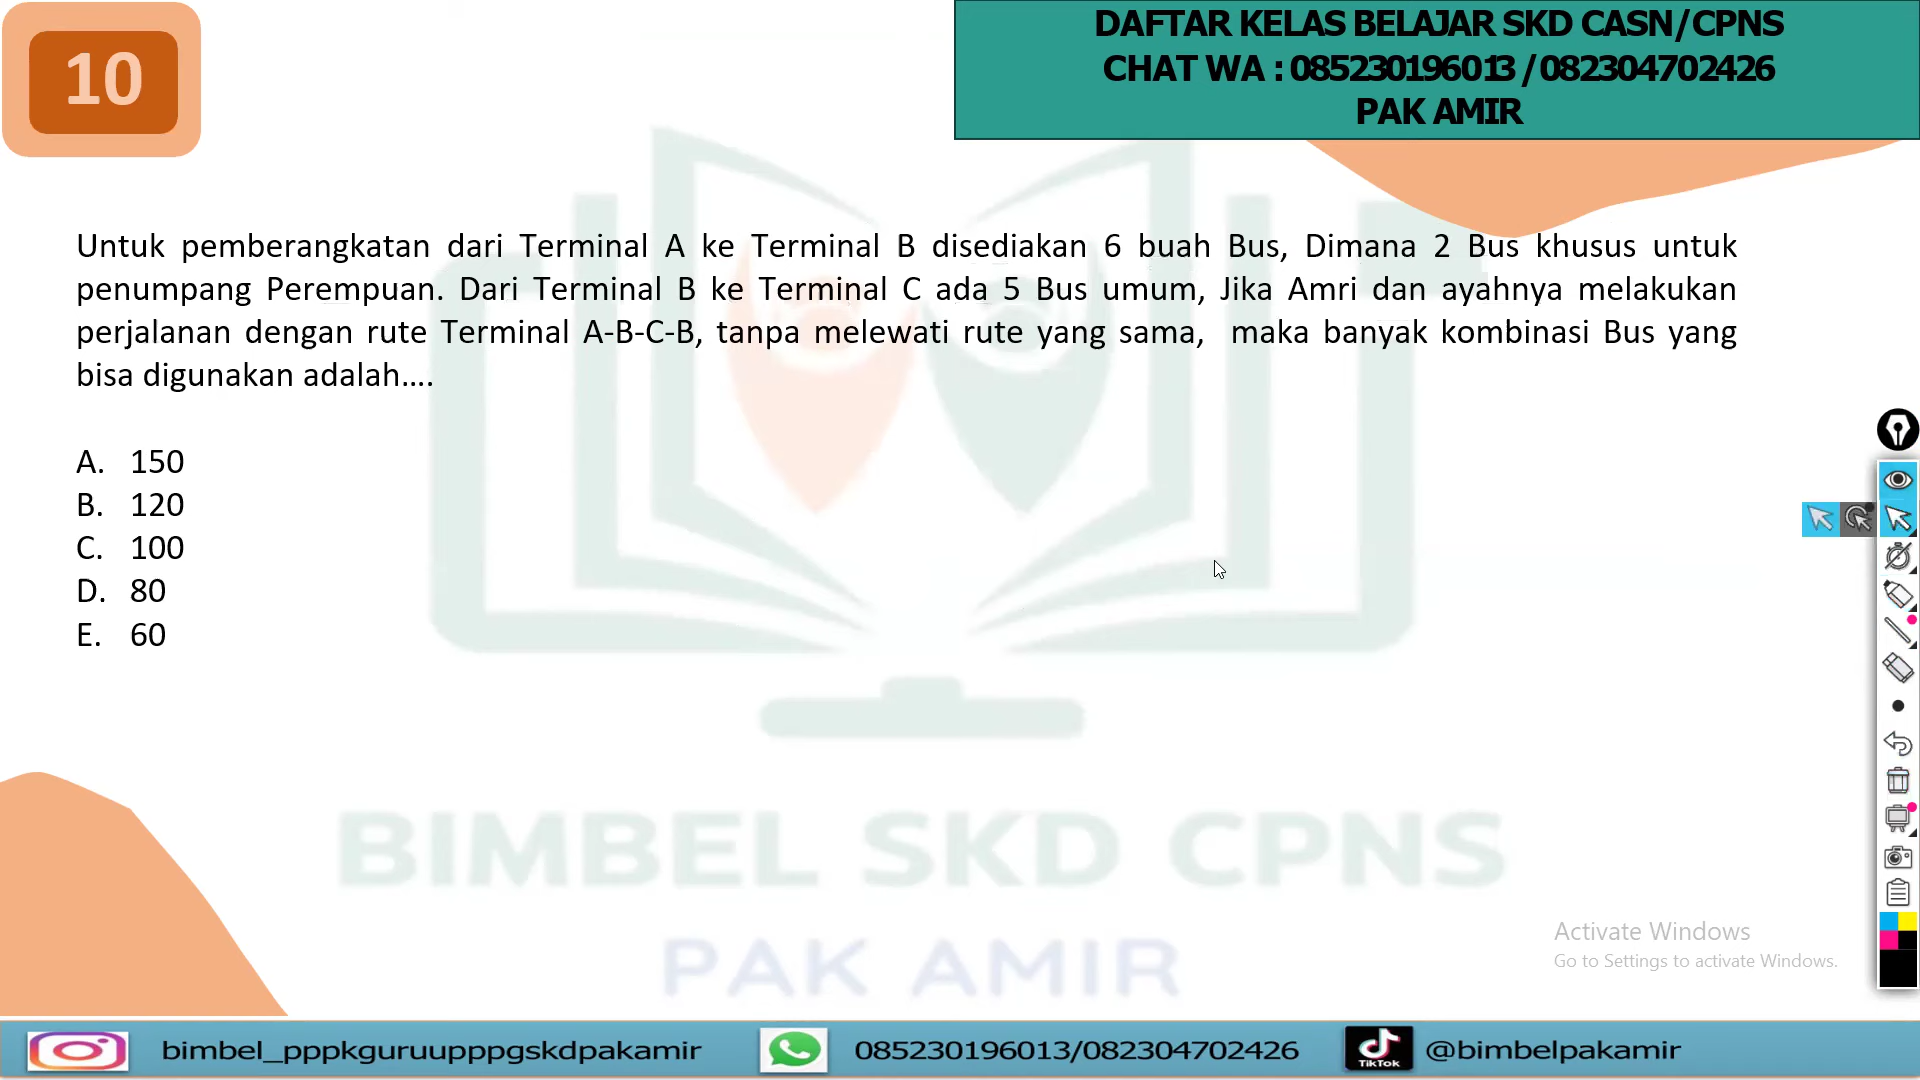 10
DAFTAR KELAS BELAJAR SKD CASN/CPNS
CHAT WA : 085230196013 / 082304702426
PAK AMIR
Untuk pemberangkatan dari Terminal A ke Terminal B disediakan 6 buah Bus, Dimana 2 Bus khusus untuk
penumpang Perempuan. Dari Terminal B ke Terminal C ada 5 Bus umum, Jika Amri dan ayahnya melakukan
perjalanan dengan rute Terminal A-B-C-B, tanpa melewati rute yang sama, maka banyak kombinasi Bus yang
bisa digunakan adalah....
A. 150
B. 120
C. 100
D. 80
E. 60
BIMBEL SKD CPNS
PAK AMIR
Activate Windows
Go to Settings to activate Windows.
bimbel_pppkguruupppgskdpakamir
085230196013/082304702426
TikTok
@bimbelpakamir